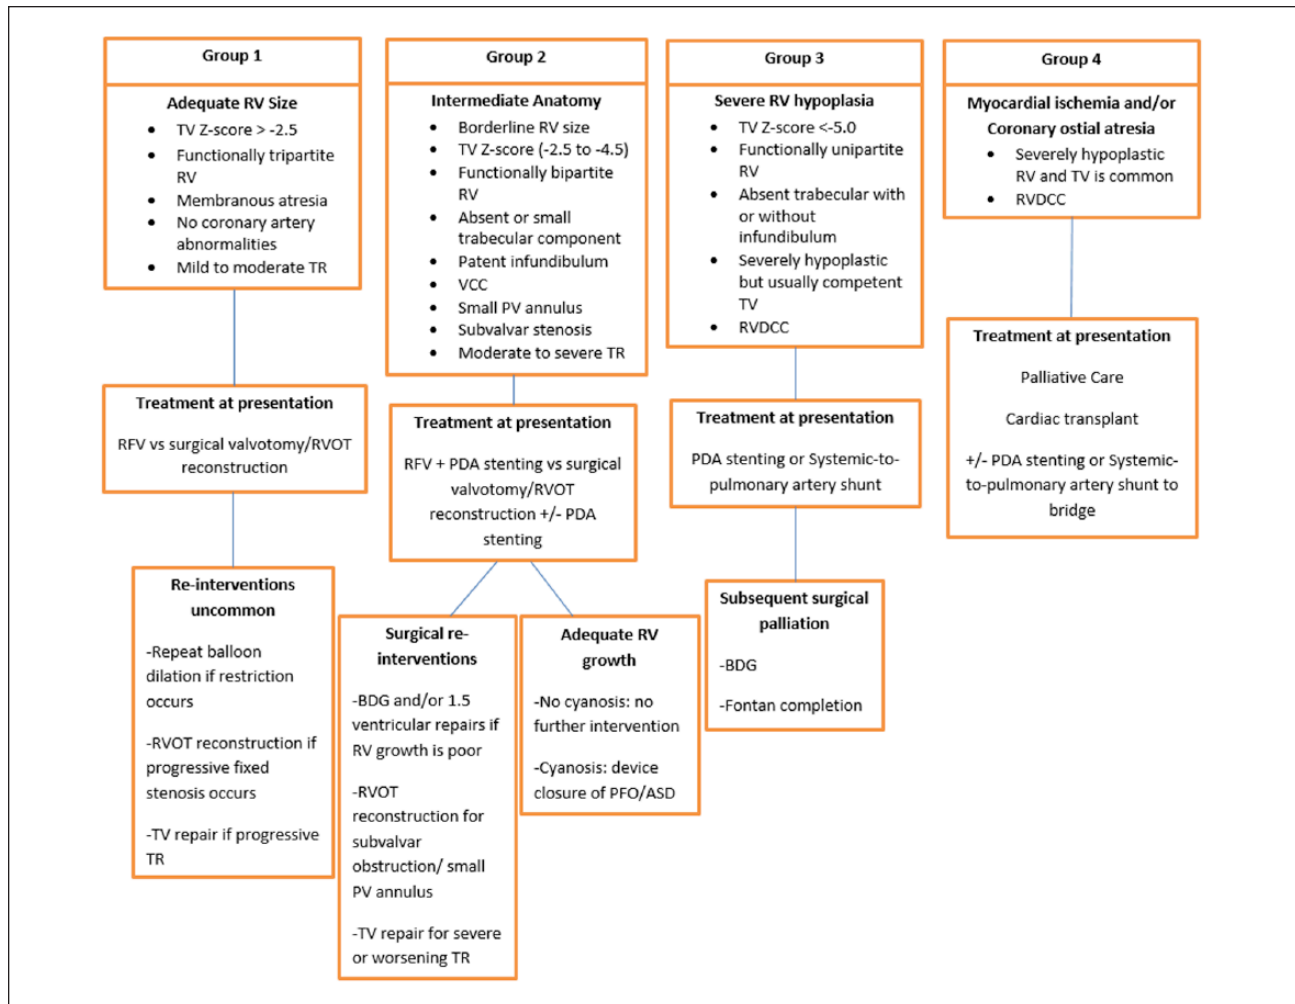 Group 1
Adequate RV Size
• TV Z-score > -2.5
• Functionally tripartite
RV
• Membranous atresia
• No coronary artery
abnormalities
• Mild to moderate TR
Treatment at presentation
RFV vs surgical valvotomy/RVOT
reconstruction
Re-interventions
uncommon
-Repeat balloon
dilation if restriction
occurs
-RVOT reconstruction if
progressive fixed
stenosis occurs
-TV repair if progressive
TR
Group 2
Intermediate Anatomy
• Borderline RV size
• TV Z-score (-2.5 to -4.5)
• Functionally bipartite
RV
• Absent or small
trabecular component
• Patent infundibulum
• VCC
• Small PV annulus
• Subvalvar stenosis
• Moderate to severe TR
Treatment at presentation
RFV + PDA stenting vs surgical
valvotomy/RVOT
reconstruction +/- PDA
stenting
Surgical re-
interventions
-BDG and/or 1.5
ventricular repairs if
RV growth is poor
-RVOT
reconstruction for
subvalvar
obstruction/ small
PV annulus
-TV repair for severe
or worsening TR
Adequate RV
growth
-No cyanosis: no
further intervention
-Cyanosis: device
closure of PFO/ASD
Group 3
Severe RV hypoplasia
• TV Z-score <-5.0
• Functionally unipartite
RV
• Absent trabecular with
or without
infundibulum
• Severely hypoplastic
but usually competent
TV
• RVDCC
Treatment at presentation
PDA stenting or Systemic-to-
pulmonary artery shunt
Subsequent surgical
palliation
-BDG
-Fontan completion
Group 4
Myocardial ischemia and/or
Coronary ostial atresia
• Severely hypoplastic
RV and TV is common
• RVDCC
Treatment at presentation
Palliative Care
Cardiac transplant
+/- PDA stenting or Systemic-
to-pulmonary artery shunt to
bridge